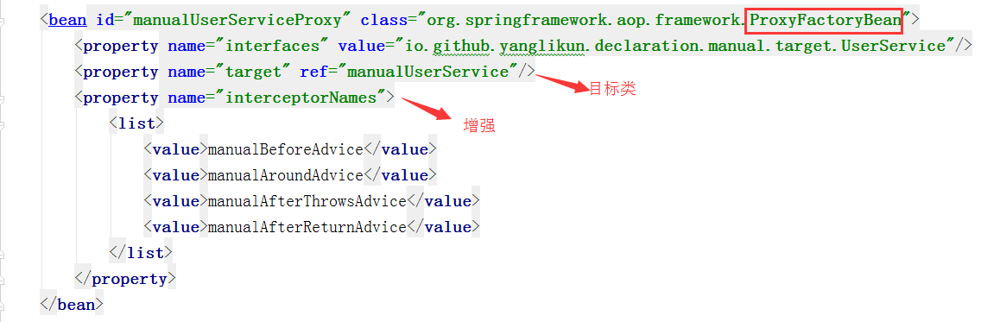 <bean id="manualUserServiceProxy" class="org.springframework.aop.framework.ProxyFactoryBean">
<property name="interfaces" value="io.github.yanglikun.declaration.manual.target.UserService"/>
<property name="target" ref="manualUserService"/>
目标类
<property name="interceptorNames">
增强
<list>
<value>manualBeforeAdvice</value>
<value>manualAroundAdvice</value>
<value>manualAfterThrowsAdvice</value>
<value>manualAfterReturnAdvice</value>
</list>
</property>
</bean>